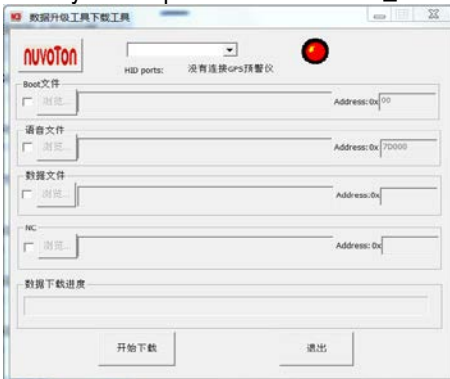 数据升级工具下载工具
nuvoTon
HID ports: 没有连接GPS预警仪
Boot文件
浏览... Address:0x 00
语音文件
浏览... Address:0x 7D000
数据文件
浏览... Address:0x
NC
浏览... Address: 0x
数据下载进度
开始下载 退出